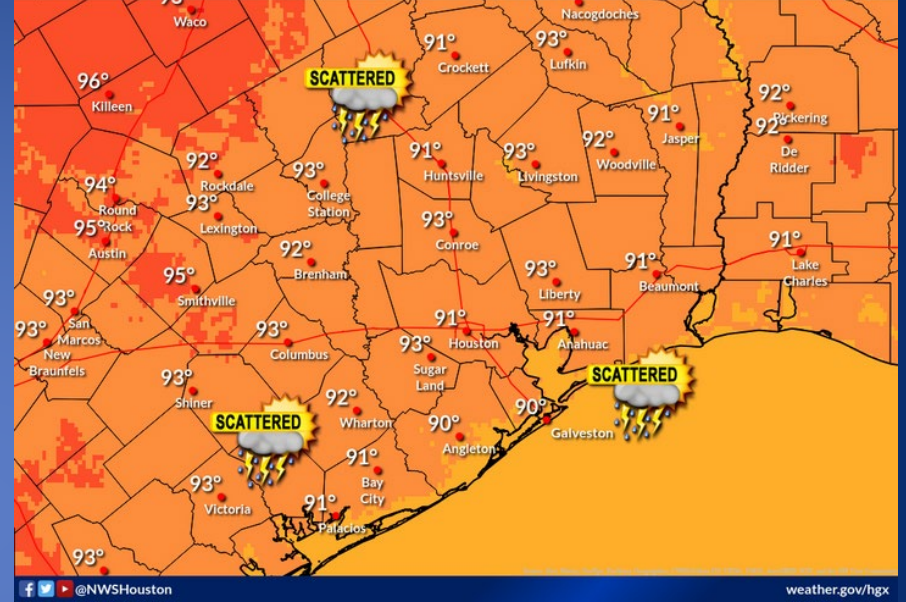 Waco
Nacogdoches
91°
Crockett
93°
Lufkin
SCATTERED
96°
Killeen
92°
Pickering
92°
De
Ridder
91°
Jasper
92°
Woodville
91°
Huntsville
93°
Livingston
92°
Rockdale
93°
College
Station
94°
Round
Rock
93°
Lexington
95°
Austin
93°
Conroe
92°
Brenham
91°
Lake
Charles
95°
Smithville
93°
Liberty
91°
Beaumont
93°
San
Marcos
93°
New
Braunfels
93°
Columbus
91°
Houston
91°
Anahuac
93°
Sugar
Land
93°
Shiner
SCATTERED
SCATTERED
92°
Wharton
90°
Angleton
90°
Galveston
91°
Bay
City
93°
Victoria
91°
Palacios
93°
@NWSHouston
weather.gov/hgx